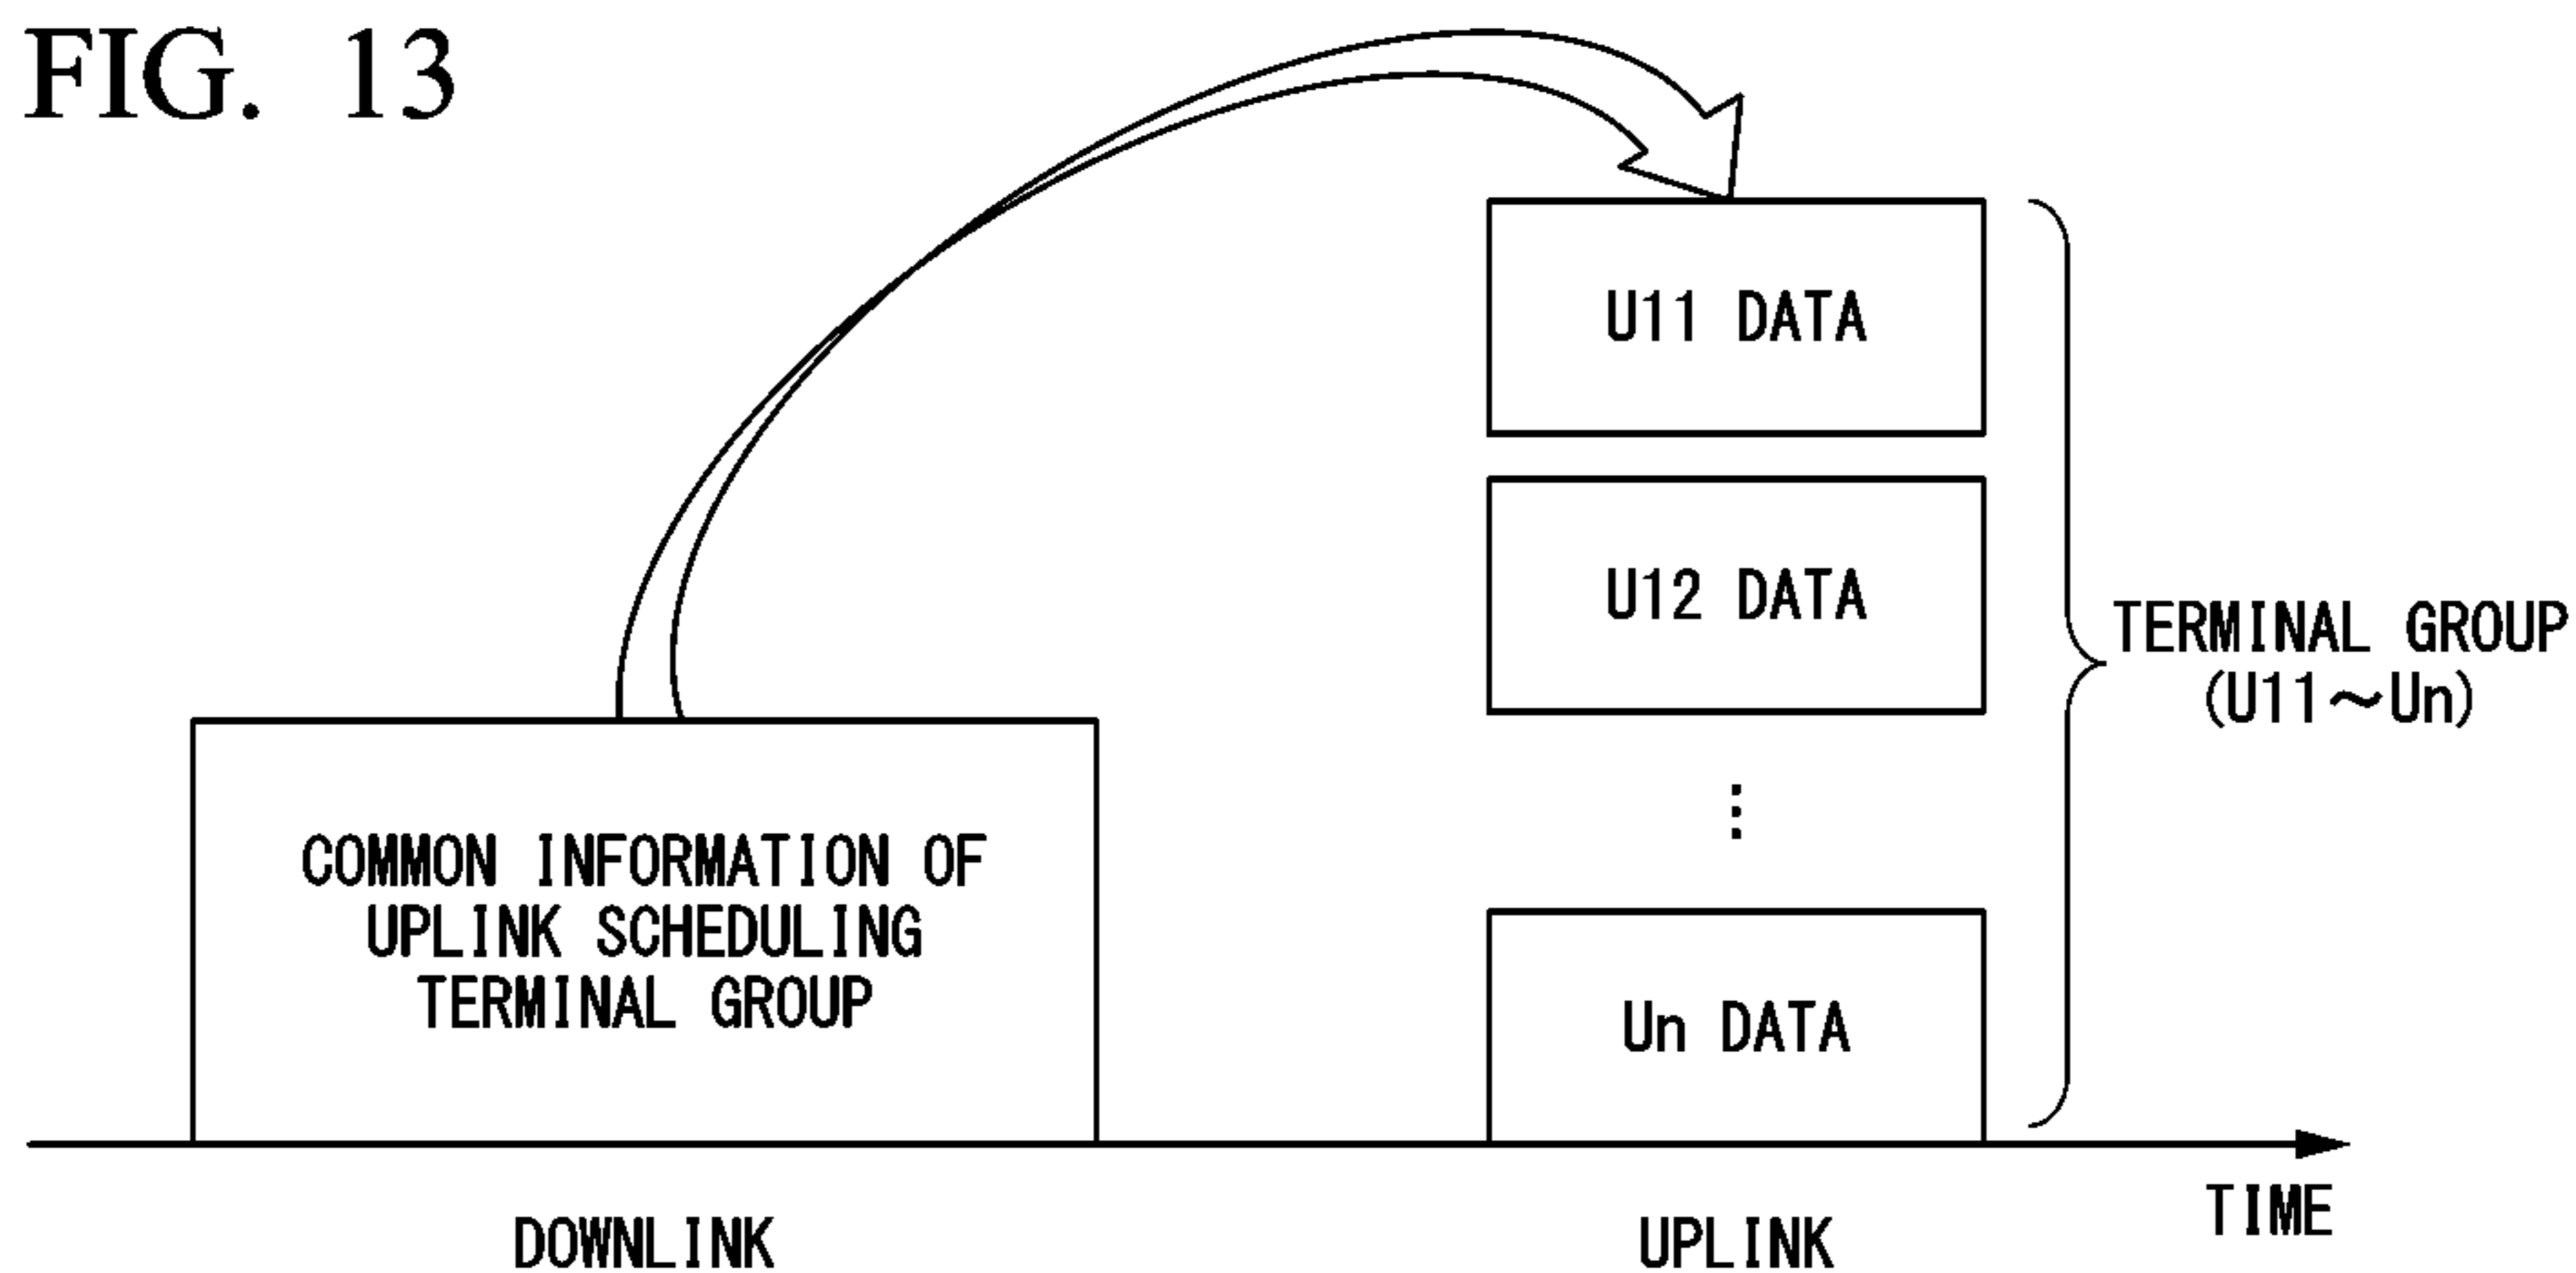 FIG. 13
U11 DATA
U12 DATA
⋮
Un DATA
TERMINAL GROUP
(U11～Un)
COMMON INFORMATION OF
UPLINK SCHEDULING
TERMINAL GROUP
DOWNLINK
UPLINK
TIME